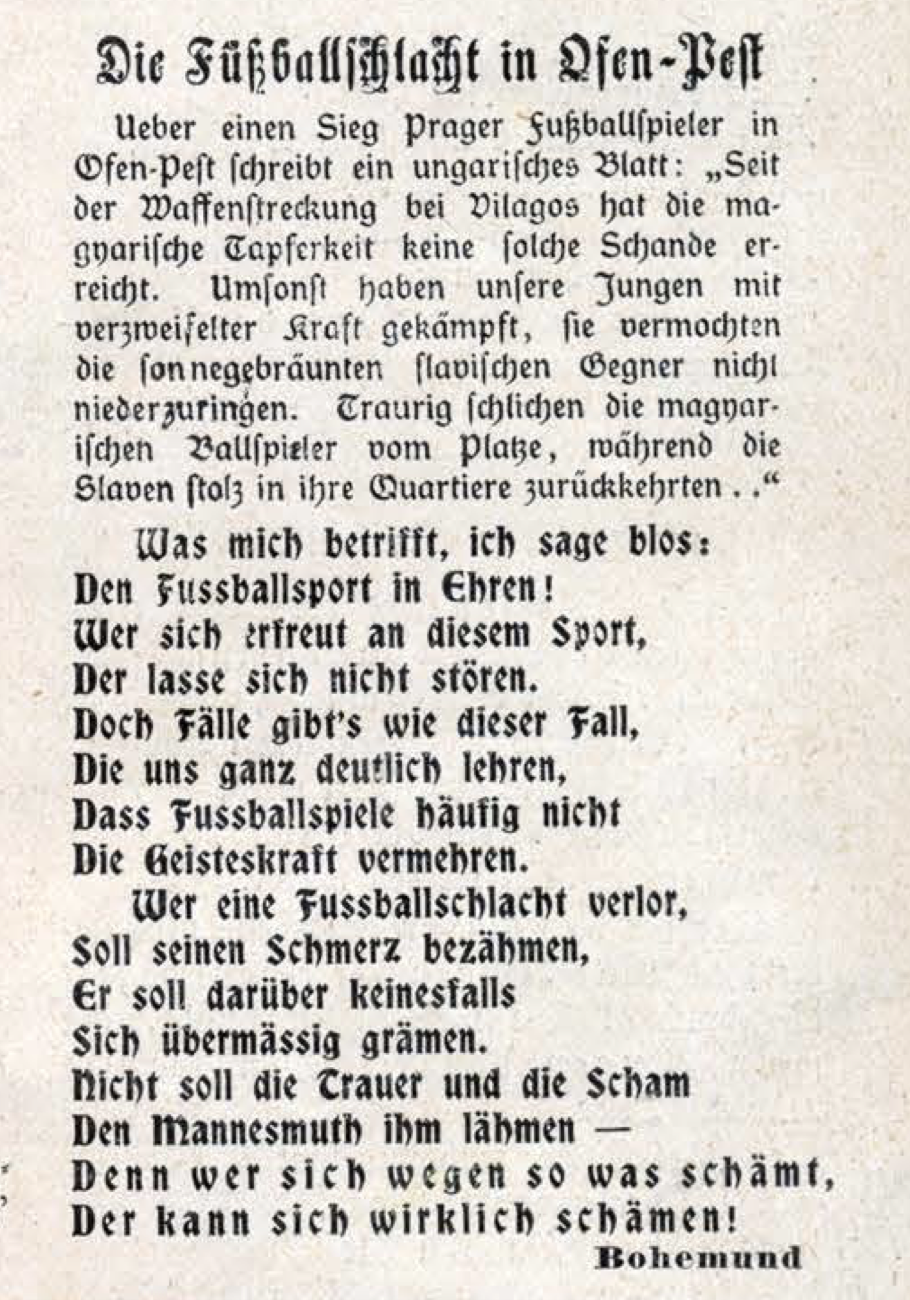 Die Fußballschlacht in Ofen-Pest
Ueber einen Sieg Prager Fußballspieler in
Ofen-Pest schreibt ein ungarisches Blatt: „Seit
der Waffenstreckung bei Vilagos hat die ma-
gyarische Tapferkeit keine solche Schande er-
reicht. Umsonst haben unsere Jungen mit
verzweifelter Kraft gekämpft, sie vermochten
die sonnegebräunten slavischen Gegner nicht
niederzuringen. Traurig schlichen die magyar-
ischen Ballspieler vom Platze, während die
Slaven stolz in ihre Quartiere zurückkehrten . .“
Was mich betrifft, ich sage blos:
Den Fussballsport in Ehren!
Wer sich erfreut an diesem Sport,
Der lasse sich nicht stören.
Doch Fälle gibt's wie dieser Fall,
Die uns ganz deutlich lehren,
Dass Fussballspiele häufig nicht
Die Geisteskraft vermehren.
Wer eine Fussballschlacht verlor,
Soll seinen Schmerz bezähmen,
Er soll darüber keinesfalls
Sich übermässig grämen.
Nicht soll die Trauer und die Scham
Den Mannesmuth ihm lähmen —
Denn wer sich wegen so was schämt,
Der kann sich wirklich schämen!
Bohemund